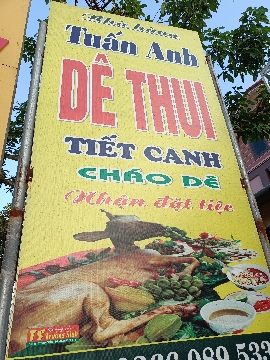 Nhà hàng
Tuấn Anh
DÊ THUI
TIẾT CANH
CHÁO DÊ
Nhận đặt tiệc